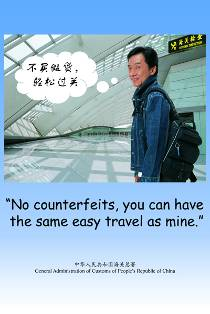 海关
不买假货，
轻松过关
“No counterfeits, you can have
the same easy travel as mine.”
中华人民共和国海关总署
General Administration of Customs of People's Republic of China